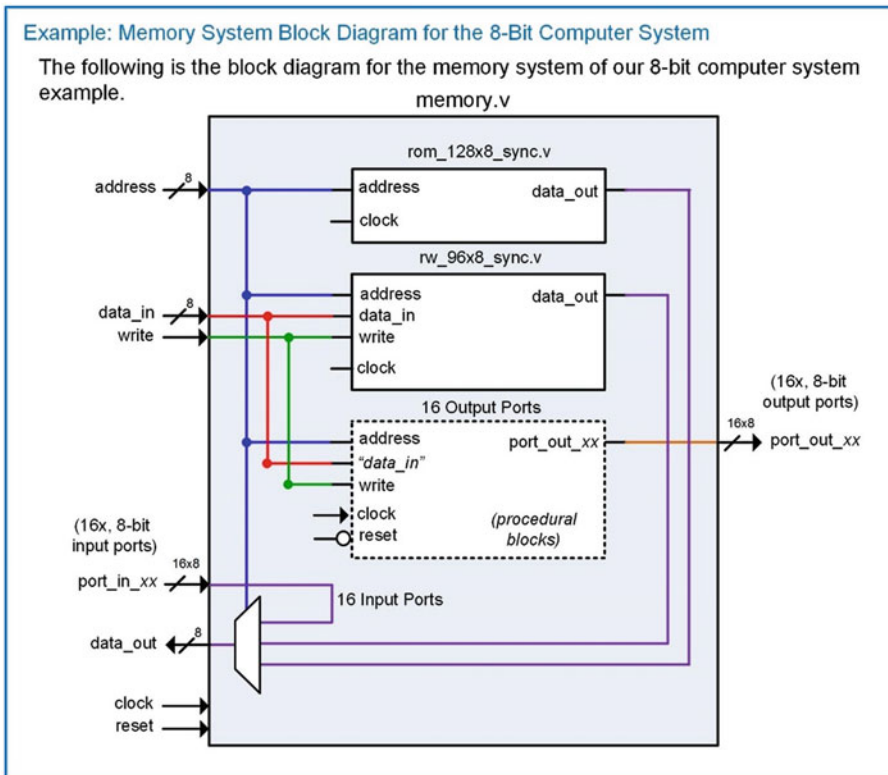 Example: Memory System Block Diagram for the 8-Bit Computer System
The following is the block diagram for the memory system of our 8-bit computer system
example.
memory.v
rom_128x8_sync.v
address
8
address
data_out
clock
rw_96x8_sync.v
address
data_out
data_in
8
data_in
write
write
clock
16 Output Ports
(16x, 8-bit
output ports)
address
port_out_xx
16x8
port_out_xx
"data_in"
write
clock
reset
(procedural
blocks)
(16x, 8-bit
input ports)
16x8
port_in_xx
16 Input Ports
data_out
8
clock
reset